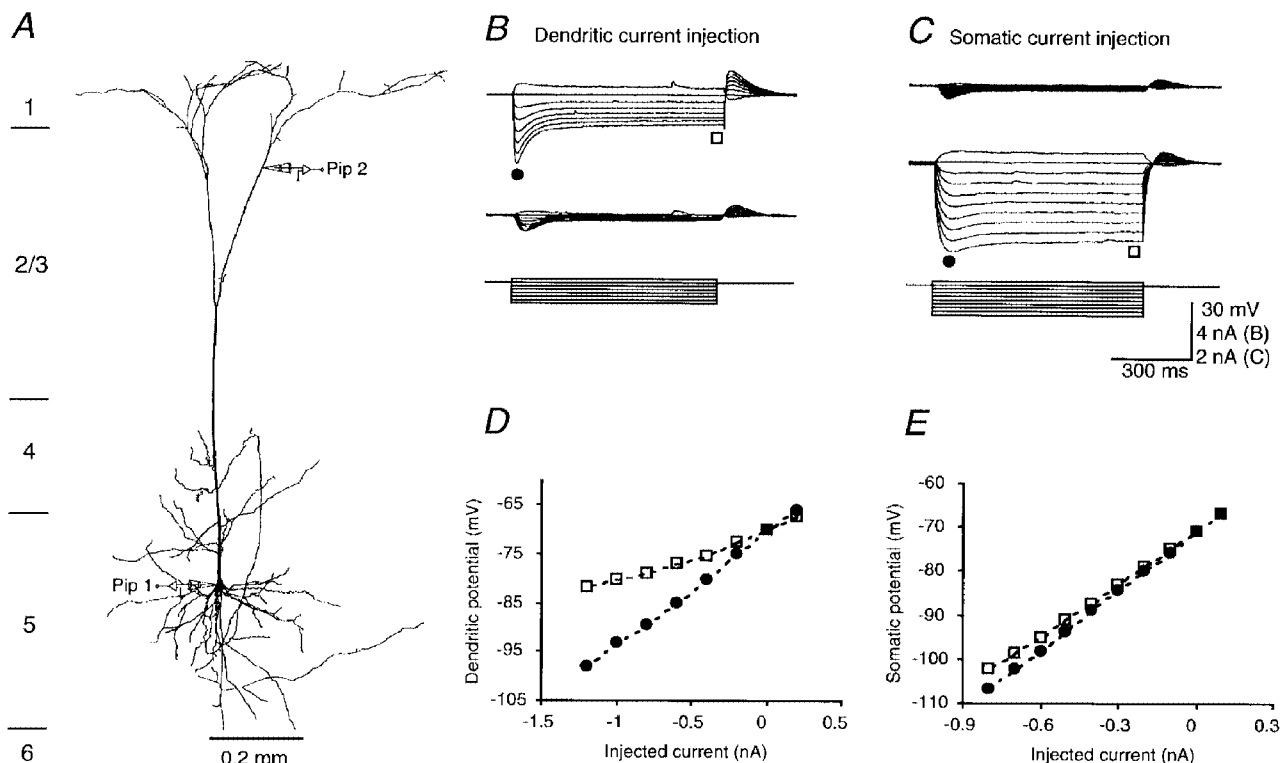 A
1
2/3
4
5
6
Pip 2
Pip 1
0.2 mm
B Dendritic current injection
C Somatic current injection
30 mV
4 nA (B)
2 nA (C)
300 ms
D
Dendritic potential (mV)
-65
-75
-85
-95
-105
-1.5 -1 -0.5 0 0.5
Injected current (nA)
E
Somatic potential (mV)
-60
-70
-80
-90
-100
-110
-0.9 -0.6 -0.3 0 0.3
Injected current (nA)